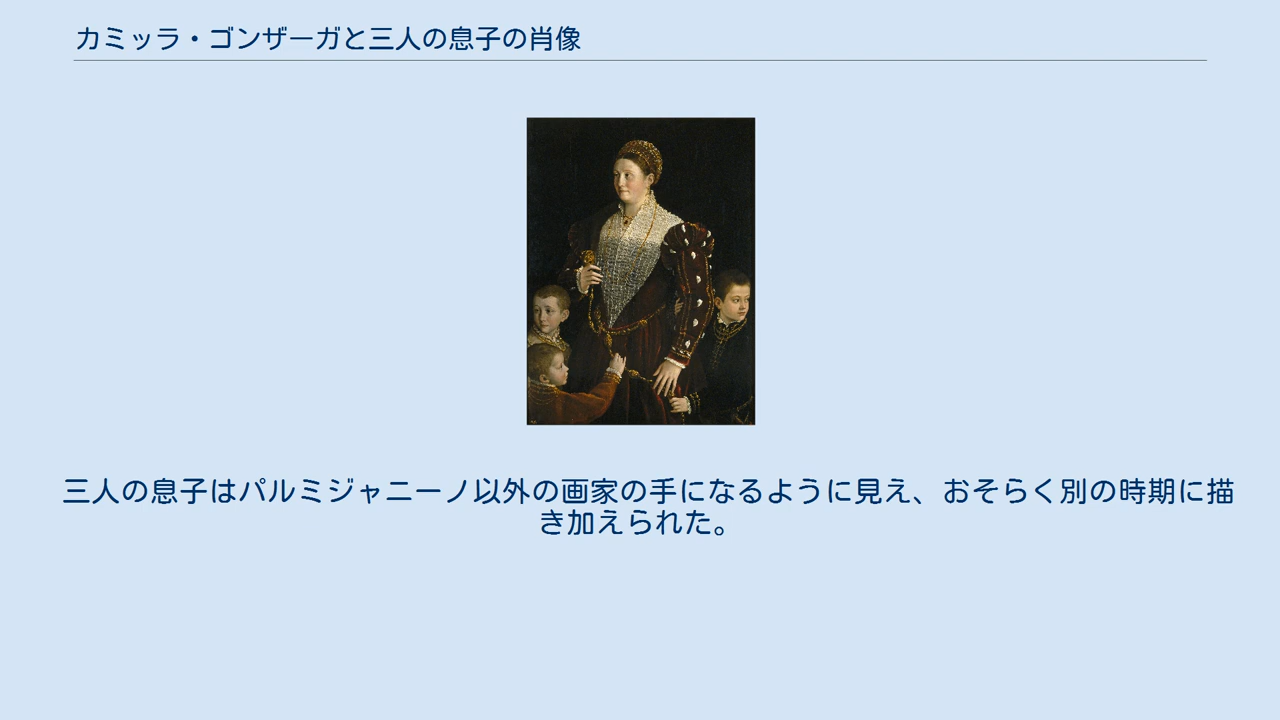 カミッラ・ゴンザーガと三人の息子の肖像
三人の息子はパルミジャニーノ以外の画家の手になるように見え、おそらく別の時期に描
き加えられた。